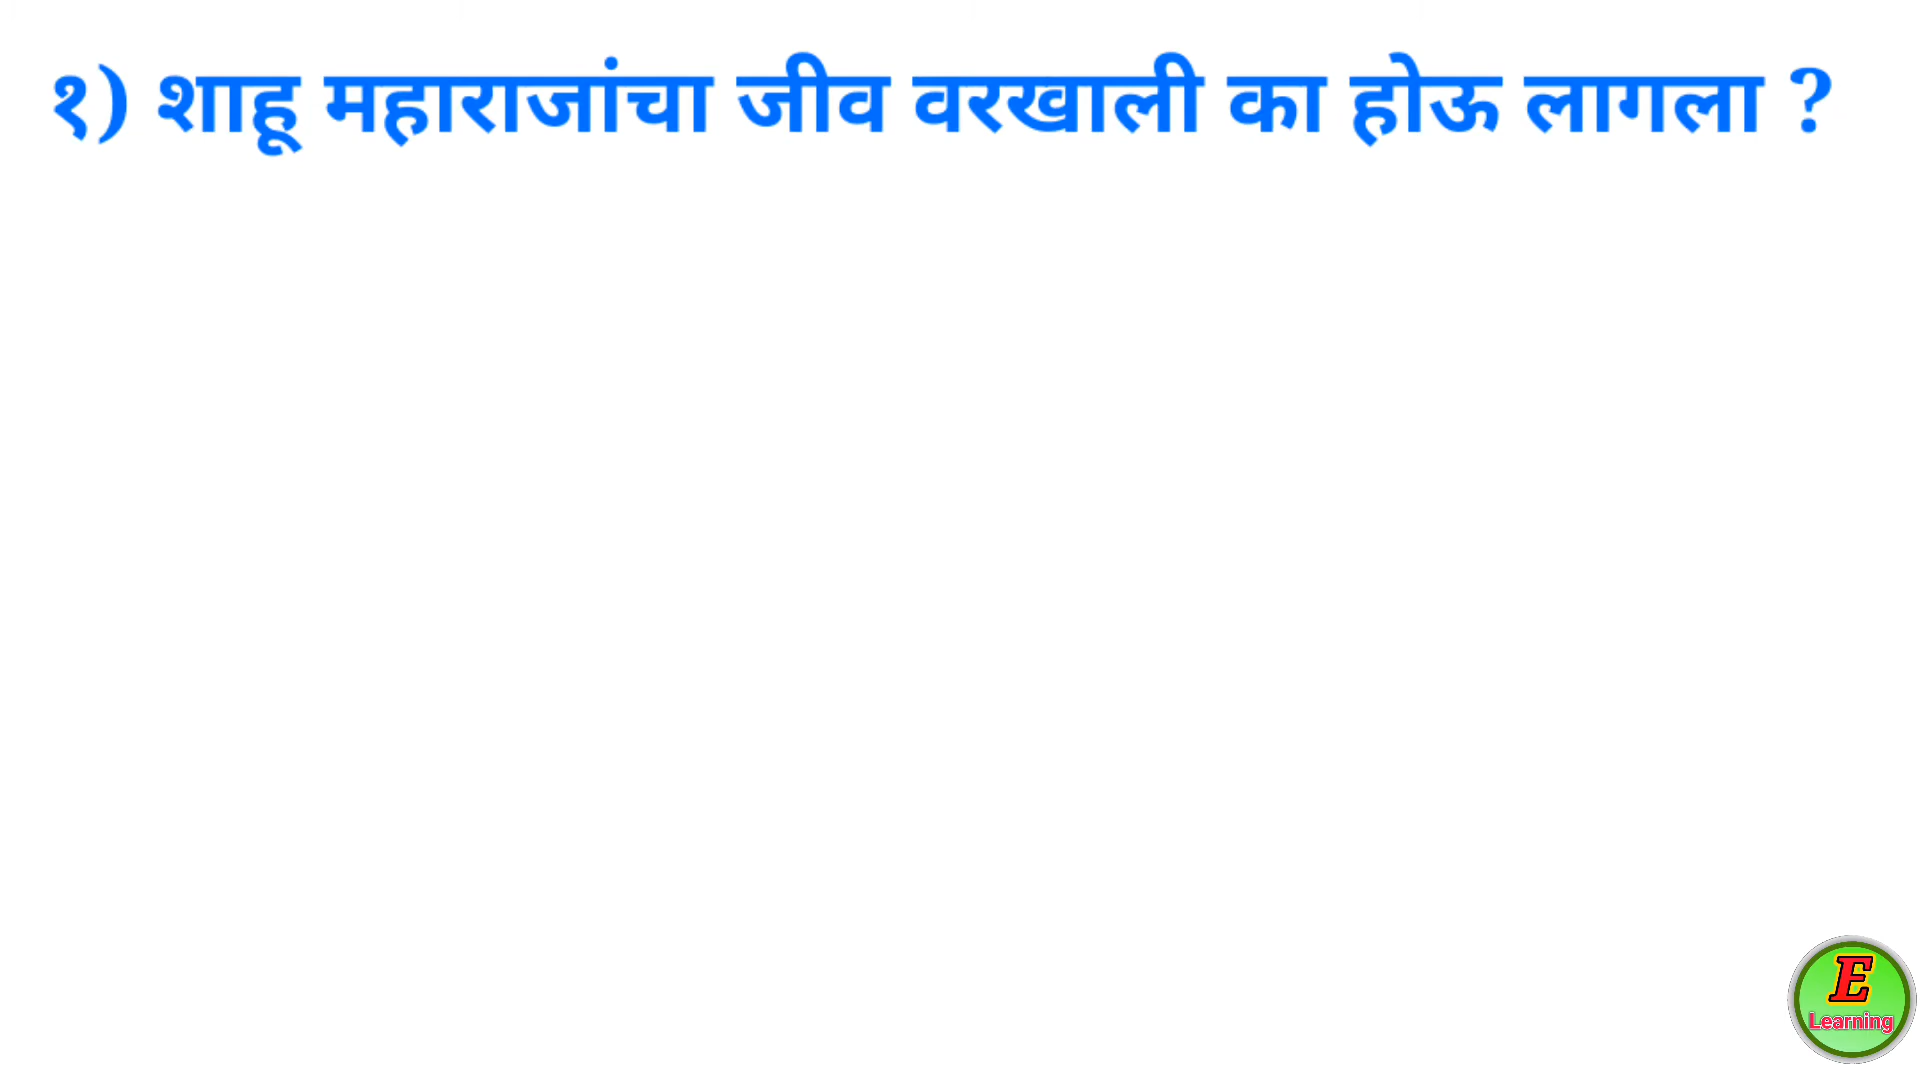 १) शाहू महाराजांचा जीव वरखाली का होऊ लागला ?
E
Learning